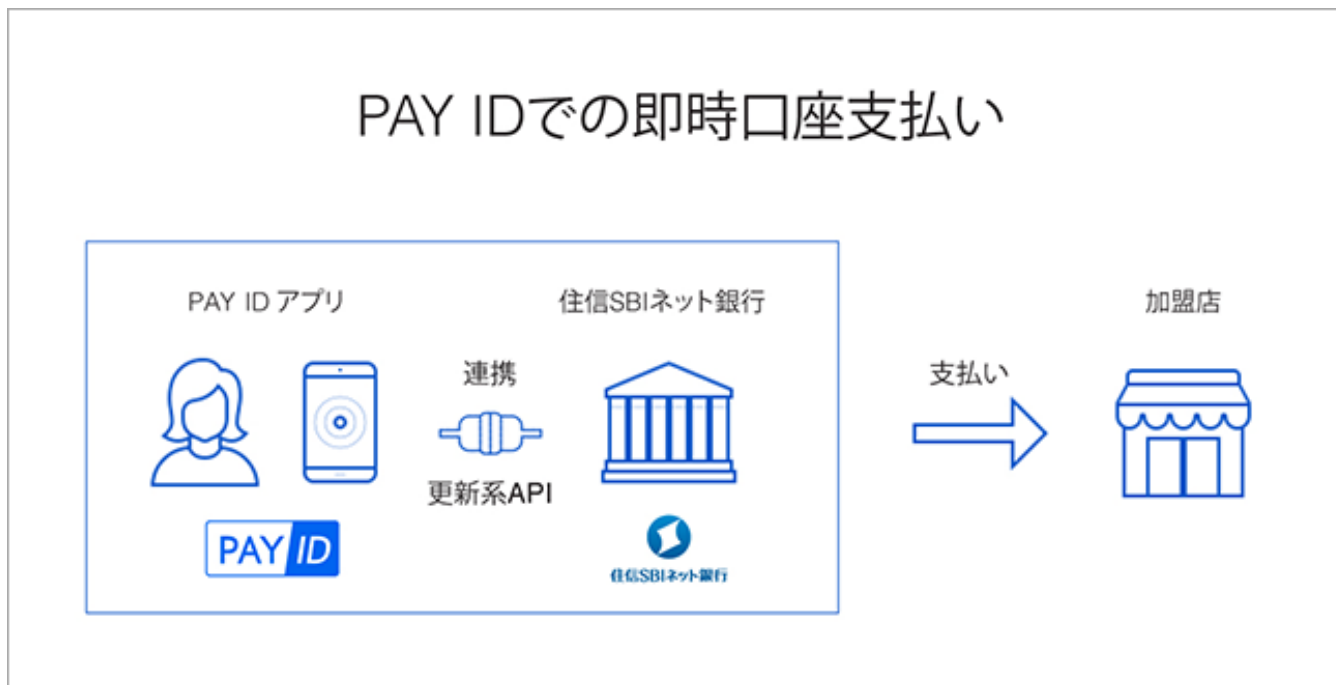 PAY IDでの即時口座支払い
PAY ID アプリ
住信SBIネット銀行
加盟店
連携
支払い
更新系API
PAY ID
住信SBIネット銀行